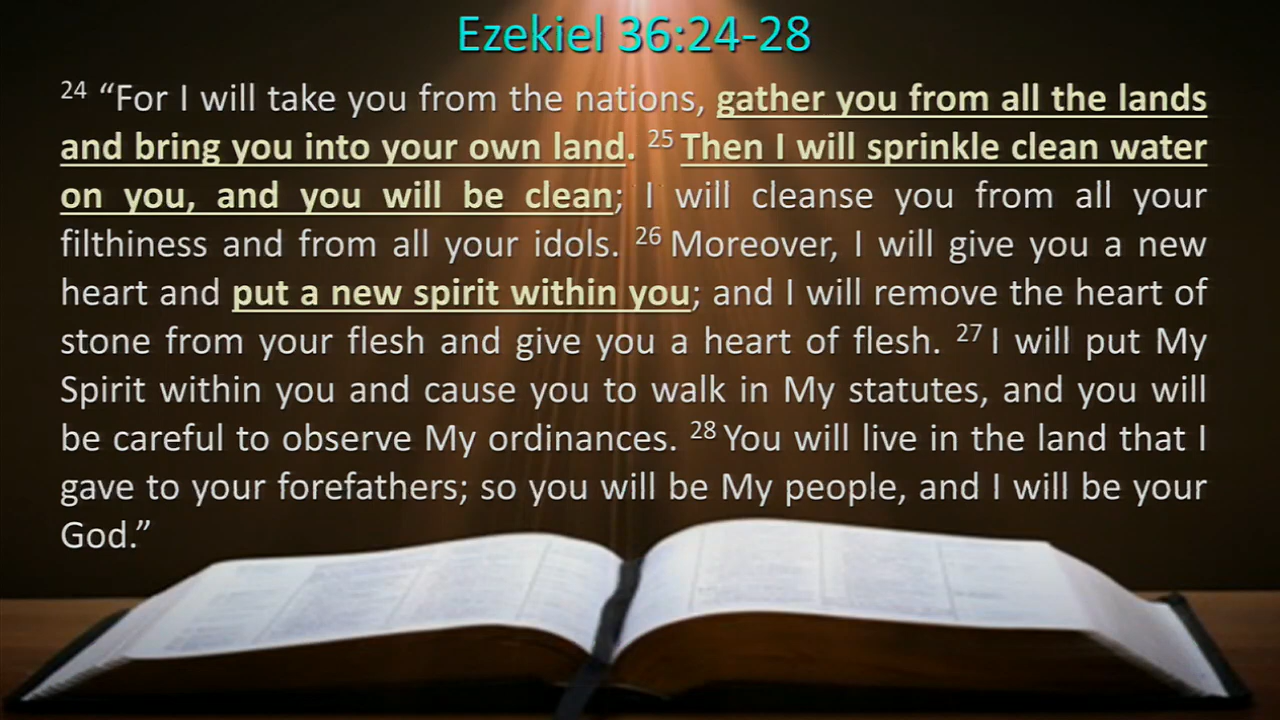 Ezekiel 36:24-28
24 “For I will take you from the nations, gather you from all the lands
and bring you into your own land. 25 Then I will sprinkle clean water
on you, and you will be clean; I will cleanse you from all your
filthiness and from all your idols. 26 Moreover, I will give you a new
heart and put a new spirit within you; and I will remove the heart of
stone from your flesh and give you a heart of flesh. 27 I will put My
Spirit within you and cause you to walk in My statutes, and you will
be careful to observe My ordinances. 28 You will live in the land that I
gave to your forefathers; so you will be My people, and I will be your
God.”